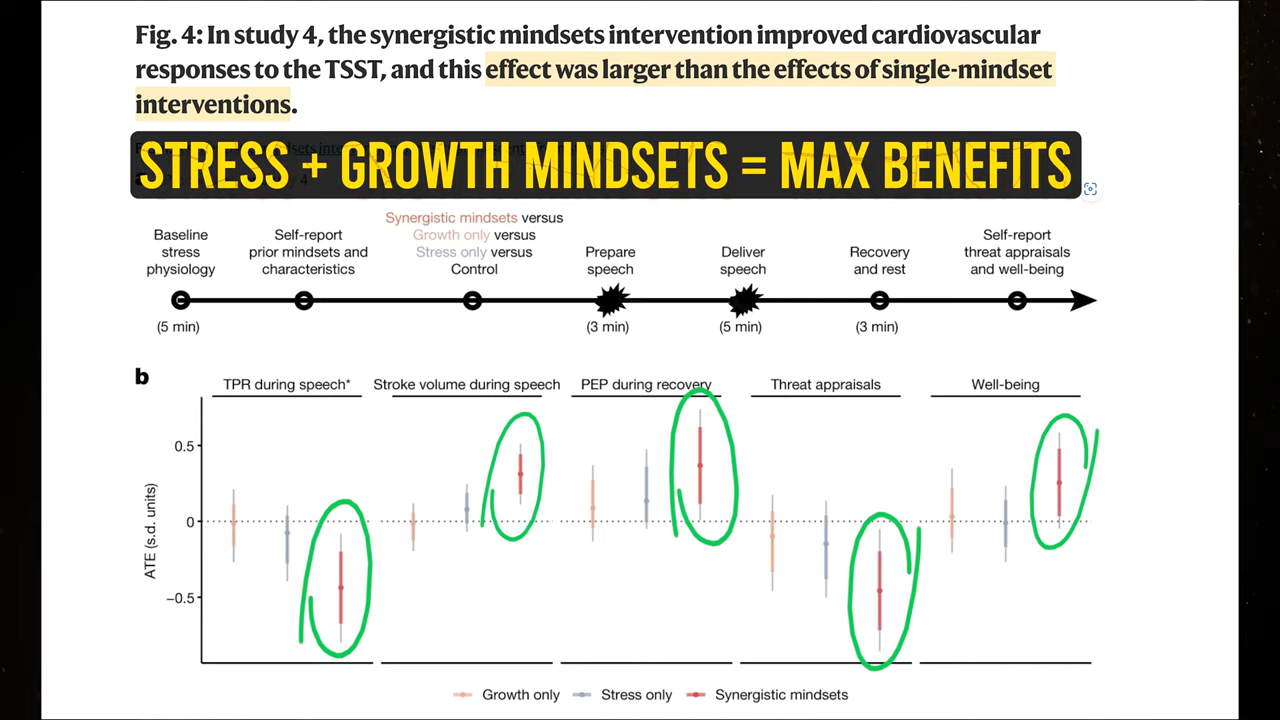 Fig. 4: In study 4, the synergistic mindsets intervention improved cardiovascular
responses to the TSST, and this effect was larger than the effects of single-mindset
interventions.
STRESS + GROWTH MINDSETS = MAX BENEFITS
Synergistic mindsets versus
Growth only versus
Stress only versus
Control
Baseline
stress
physiology
Self-report
prior mindsets and
characteristics
Prepare
speech
Deliver
speech
Recovery
and rest
Self-report
threat appraisals
and well-being
(5 min)
(3 min)
(5 min)
(3 min)
b
TPR during speech*
Stroke volume during speech
PEP during recovery
Threat appraisals
Well-being
ATE (s.d. units)
0.5
0
−0.5
Growth only
Stress only
Synergistic mindsets